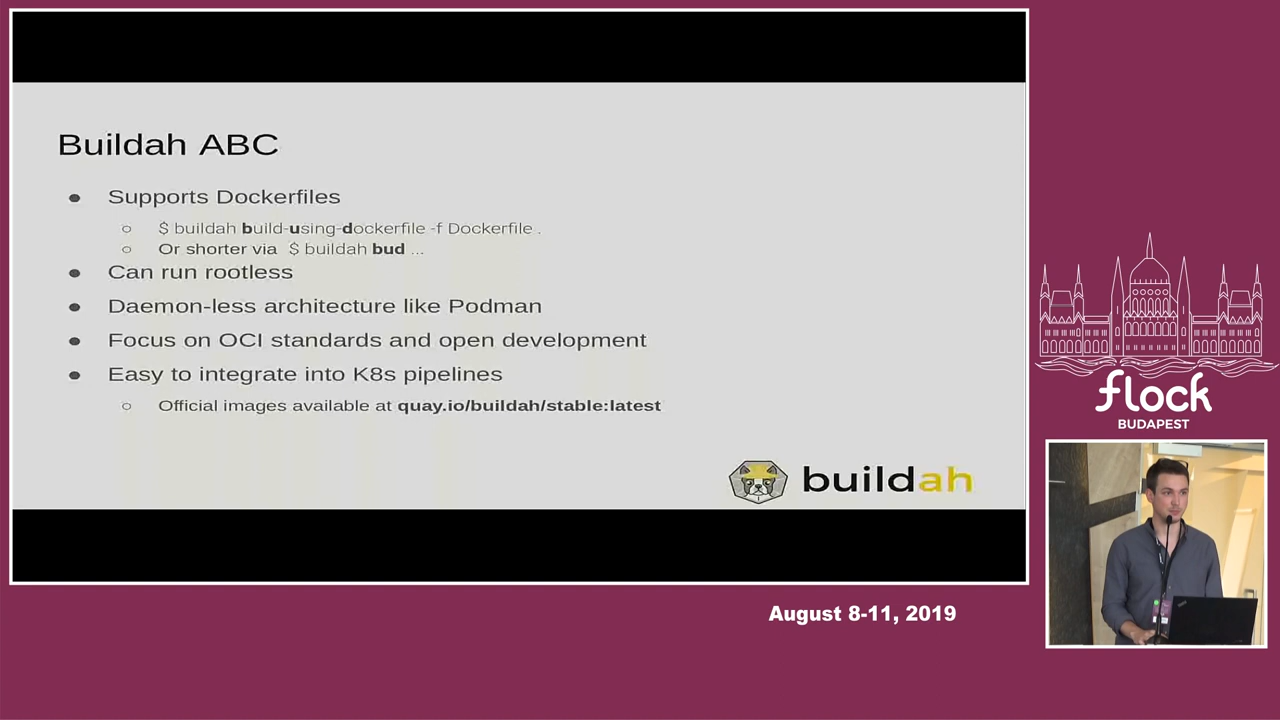 Buildah ABC
● Supports Dockerfiles
○ $ buildah build-using-dockerfile -f Dockerfile .
○ Or shorter via $ buildah bud ...
● Can run rootless
● Daemon-less architecture like Podman
● Focus on OCI standards and open development
● Easy to integrate into K8s pipelines
○ Official images available at quay.io/buildah/stable:latest
buildah
flock
BUDAPEST
August 8-11, 2019